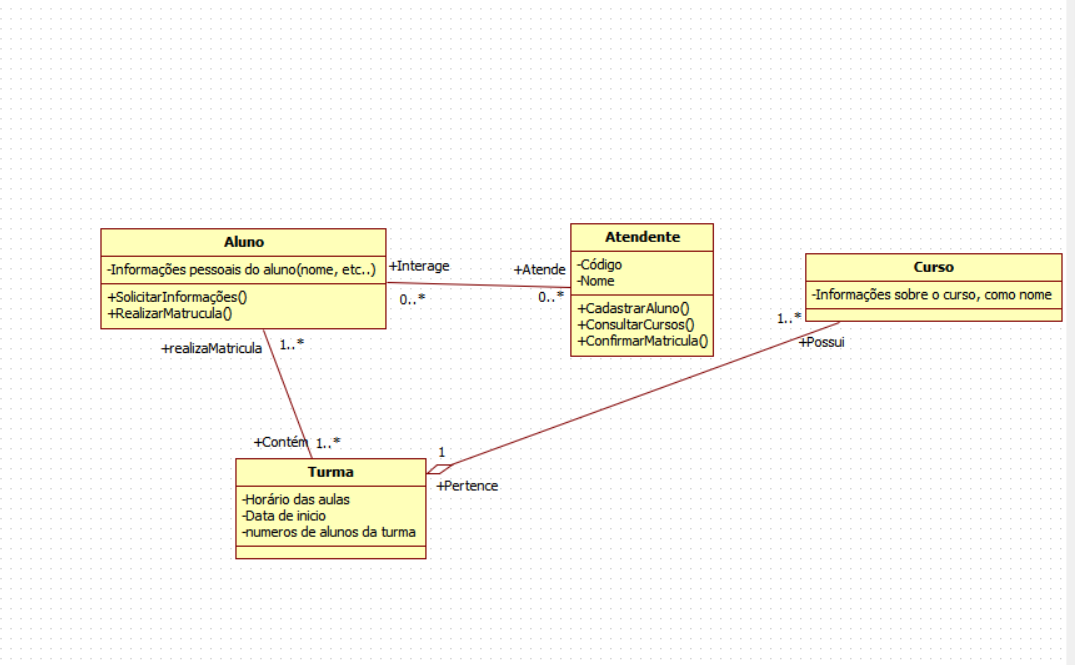 Aluno
-Informações pessoais do aluno(nome, etc..)
+SolicitarInformações()
+RealizarMatrucula()
+Interage
0..*
+Atende
0..*
Atendente
-Código
-Nome
+CadastrarAluno()
+ConsultarCursos()
+ConfirmarMatricula()
Curso
-Informações sobre o curso, como nome
1..*
+Possui
+realizaMatricula
1..*
+Contém
1..*
1
+Pertence
Turma
-Horário das aulas
-Data de inicio
-numeros de alunos da turma